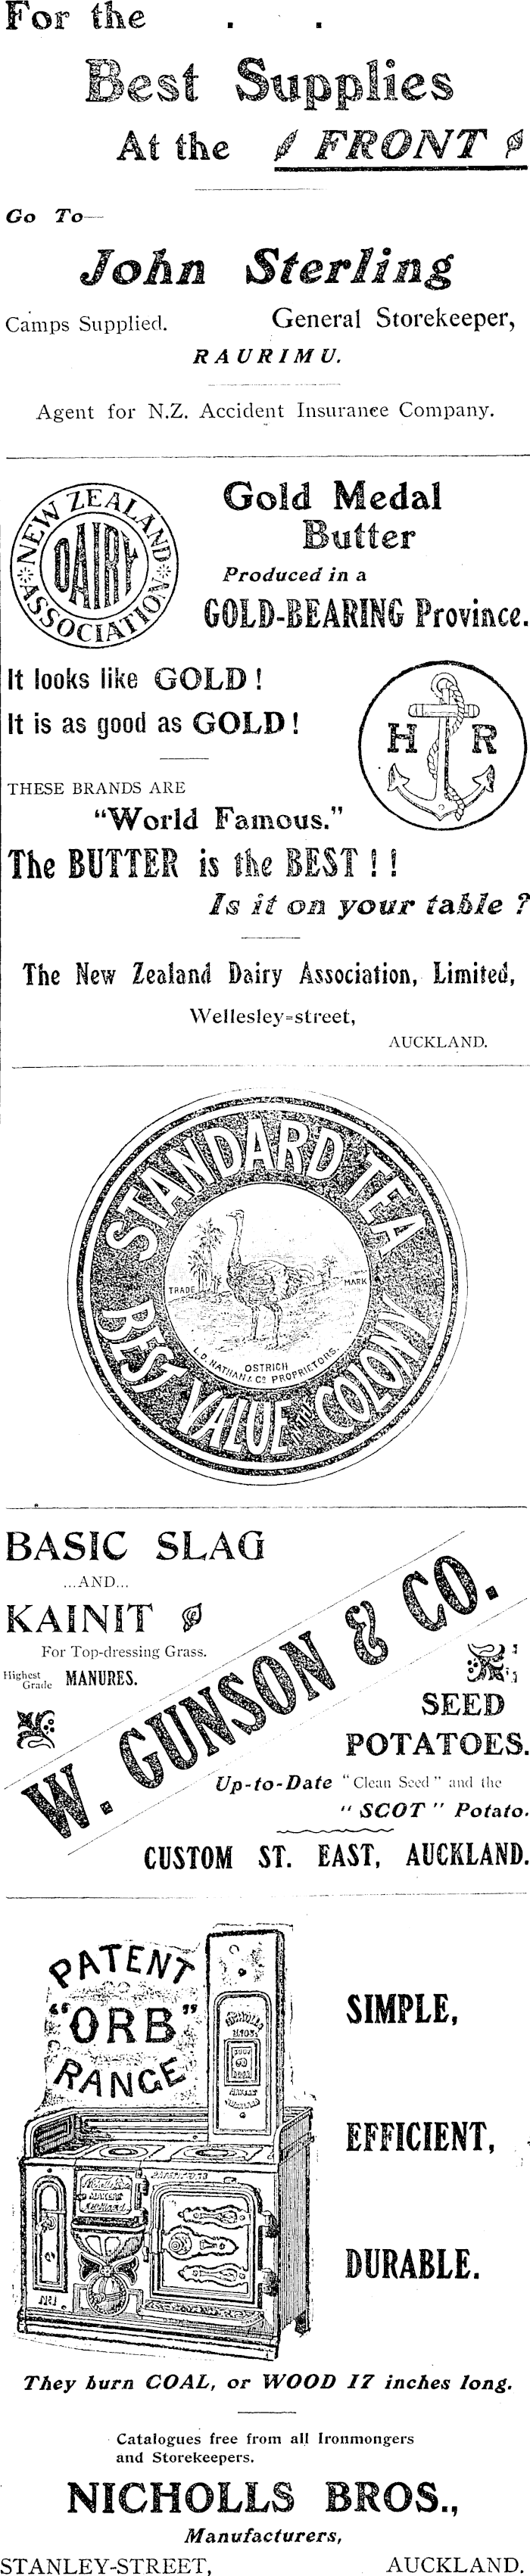 For the . .
Best Supplies
At the FRONT
Go To—
John Sterling
Camps Supplied. General Storekeeper,
RAURIMU.
Agent for N.Z. Accident Insurance Company.
NEW ZEALAND
DAIRY
ASSOCIATION
Gold Medal
Butter
Produced in a
GOLD-BEARING Province.
It looks like GOLD!
It is as good as GOLD!
H R
THESE BRANDS ARE
"World Famous."
The BUTTER is the BEST!!
Is it on your table?
The New Zealand Dairy Association, Limited,
Wellesley=street,
AUCKLAND.
STANDARD TEA
TRADE MARK
OSTRICH
L.D. NATHAN & CO PROPRIETORS.
BEST VALUE IN THE COLONY
BASIC SLAG
...AND...
KAINIT
For Top-dressing Grass.
Highest Grade MANURES.
W. GUNSON & CO.
SEED
POTATOES.
Up-to-Date "Clean Seed" and the
"SCOT" Potato.
CUSTOM ST. EAST, AUCKLAND.
PATENT
"ORB"
RANGE
SIMPLE,
EFFICIENT,
DURABLE.
They burn COAL, or WOOD 17 inches long.
Catalogues free from all Ironmongers
and Storekeepers.
NICHOLLS BROS.,
Manufacturers,
STANLEY-STREET, AUCKLAND.